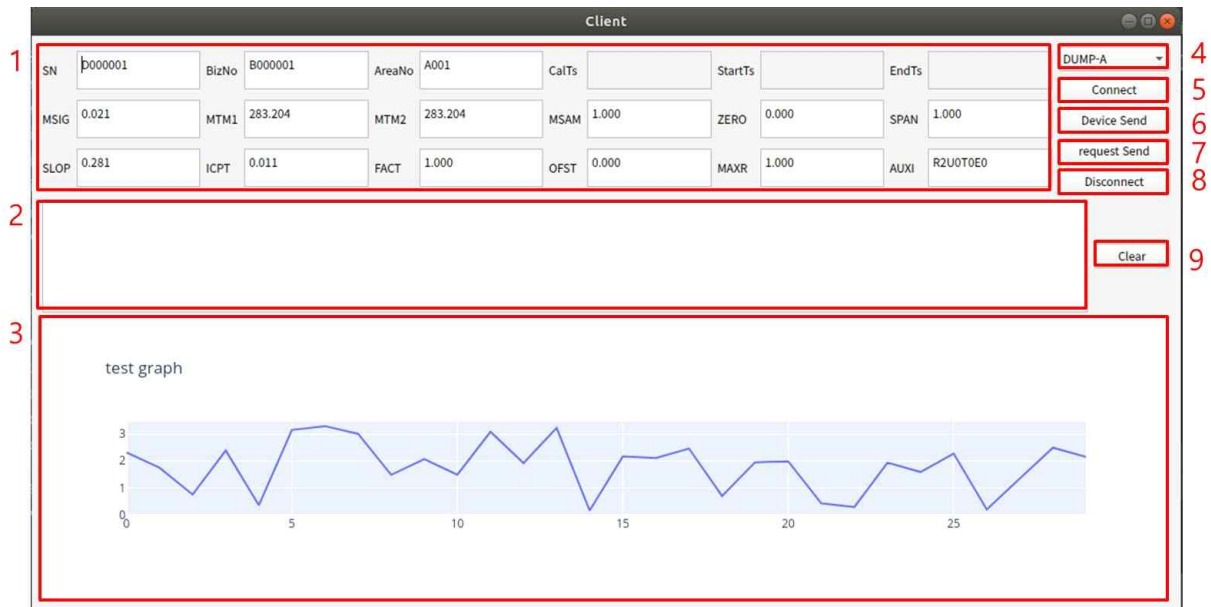 Client
1
SN D000001 BizNo B000001 AreaNo A001 CalTs StartTs EndTs
MSIG 0.021 MTM1 283.204 MTM2 283.204 MSAM 1.000 ZERO 0.000 SPAN 1.000
SLOP 0.281 ICPT 0.011 FACT 1.000 OFST 0.000 MAXR 1.000 AUXI R2U0T0E0
DUMP-A 4
Connect 5
Device Send 6
request Send 7
Disconnect 8
2
Clear 9
3
test graph
3
2
1
0
0 5 10 15 20 25